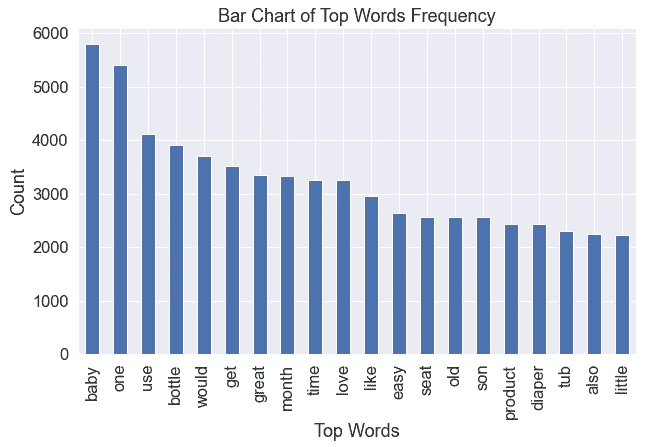 Bar Chart of Top Words Frequency
6000
5000
4000
3000
2000
1000
0
Count
baby
one
use
bottle
would
get
great
month
time
love
like
easy
seat
old
son
product
diaper
tub
also
little
Top Words